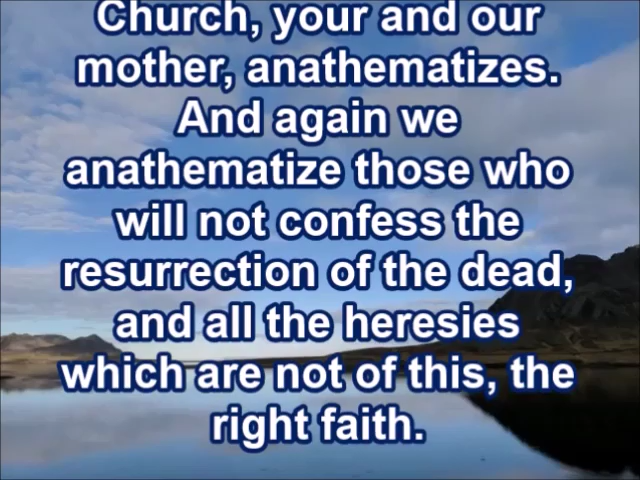 Church, your and our
mother, anathematizes.
And again we
anathematize those who
will not confess the
resurrection of the dead,
and all the heresies
which are not of this, the
right faith.